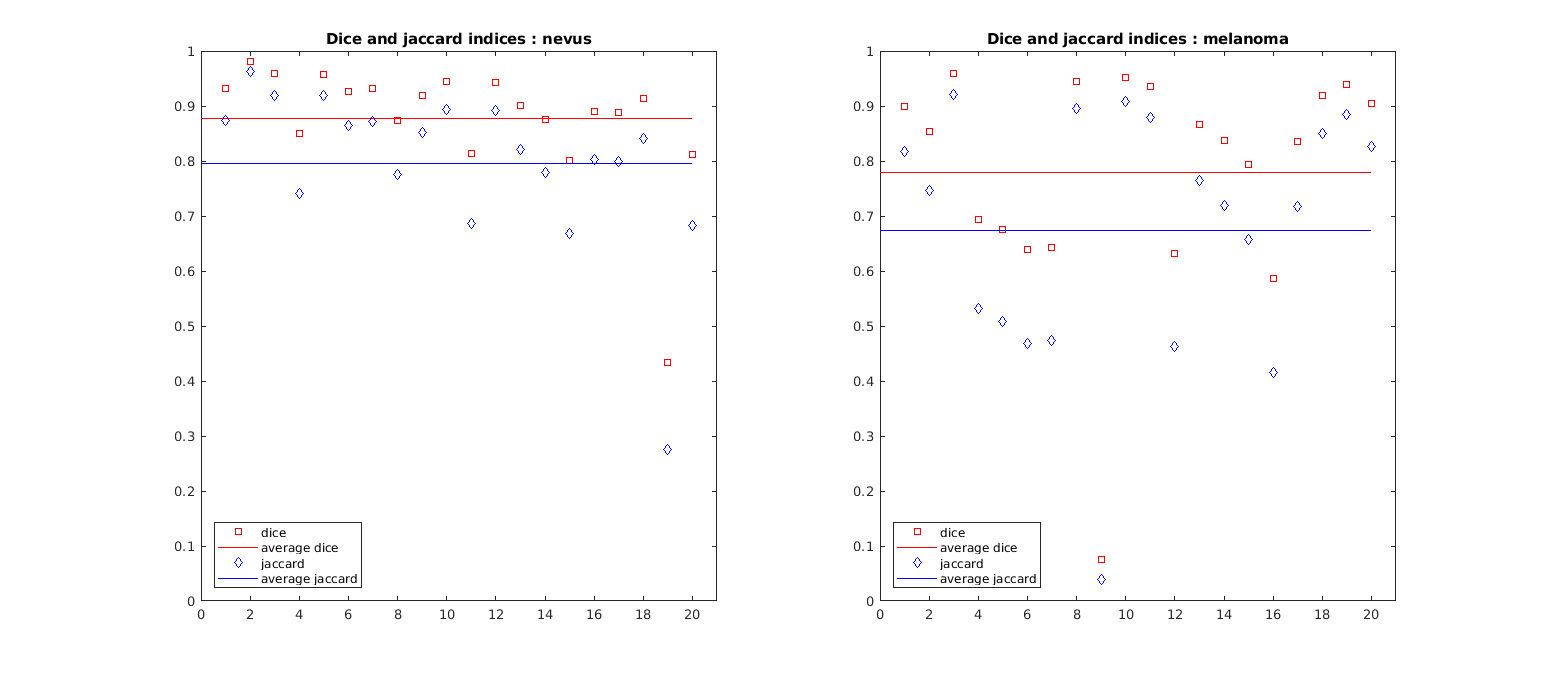 Dice and jaccard indices : nevus
1
0.9
0.8
0.7
0.6
0.5
0.4
0.3
0.2
0.1
0
0 2 4 6 8 10 12 14 16 18 20
dice
average dice
jaccard
average jaccard
Dice and jaccard indices : melanoma
1
0.9
0.8
0.7
0.6
0.5
0.4
0.3
0.2
0.1
0
0 2 4 6 8 10 12 14 16 18 20
dice
average dice
jaccard
average jaccard